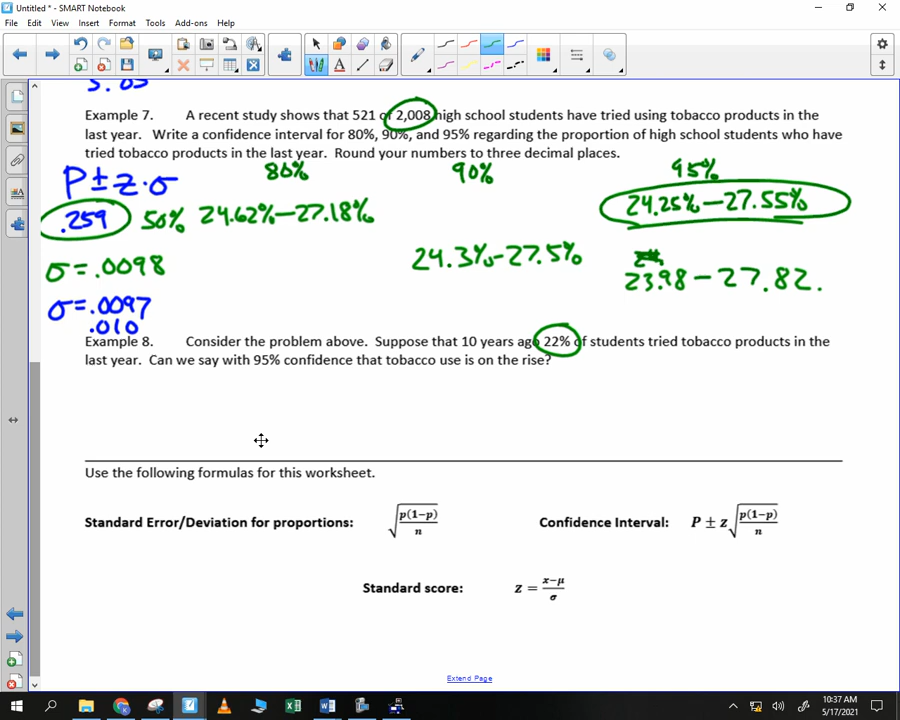 Untitled * - SMART Notebook
File Edit View Insert Format Tools Add-ons Help
Example 7. A recent study shows that 521 of 2,008 high school students have tried using tobacco products in the
last year. Write a confidence interval for 80%, 90%, and 95% regarding the proportion of high school students who have
tried tobacco products in the last year. Round your numbers to three decimal places.
P ± z · σ 80% 90% 95%
.259 50% 24.62% – 27.18% 24.25% – 27.55%
σ = .0098 24.3% – 27.5% 23.98 – 27.82.
σ = .0097
.010
Example 8. Consider the problem above. Suppose that 10 years ago 22% of students tried tobacco products in the
last year. Can we say with 95% confidence that tobacco use is on the rise?
Use the following formulas for this worksheet.
Standard Error/Deviation for proportions: √(p(1−p)/n) Confidence Interval: P ± z√(p(1−p)/n)
Standard score: z = (x−μ)/σ
Extend Page
10:37 AM
5/17/2021